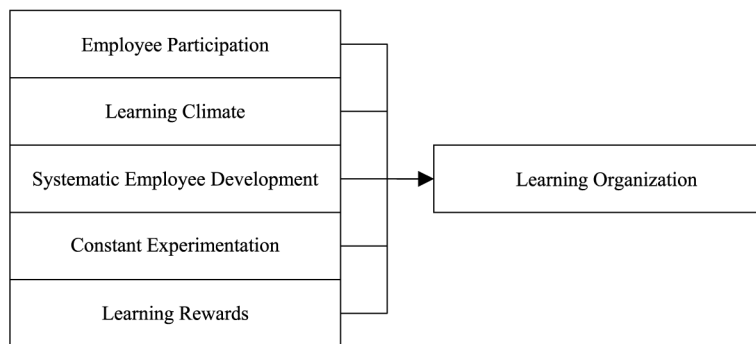 Employee Participation
Learning Climate
Systematic Employee Development
Constant Experimentation
Learning Rewards
Learning Organization